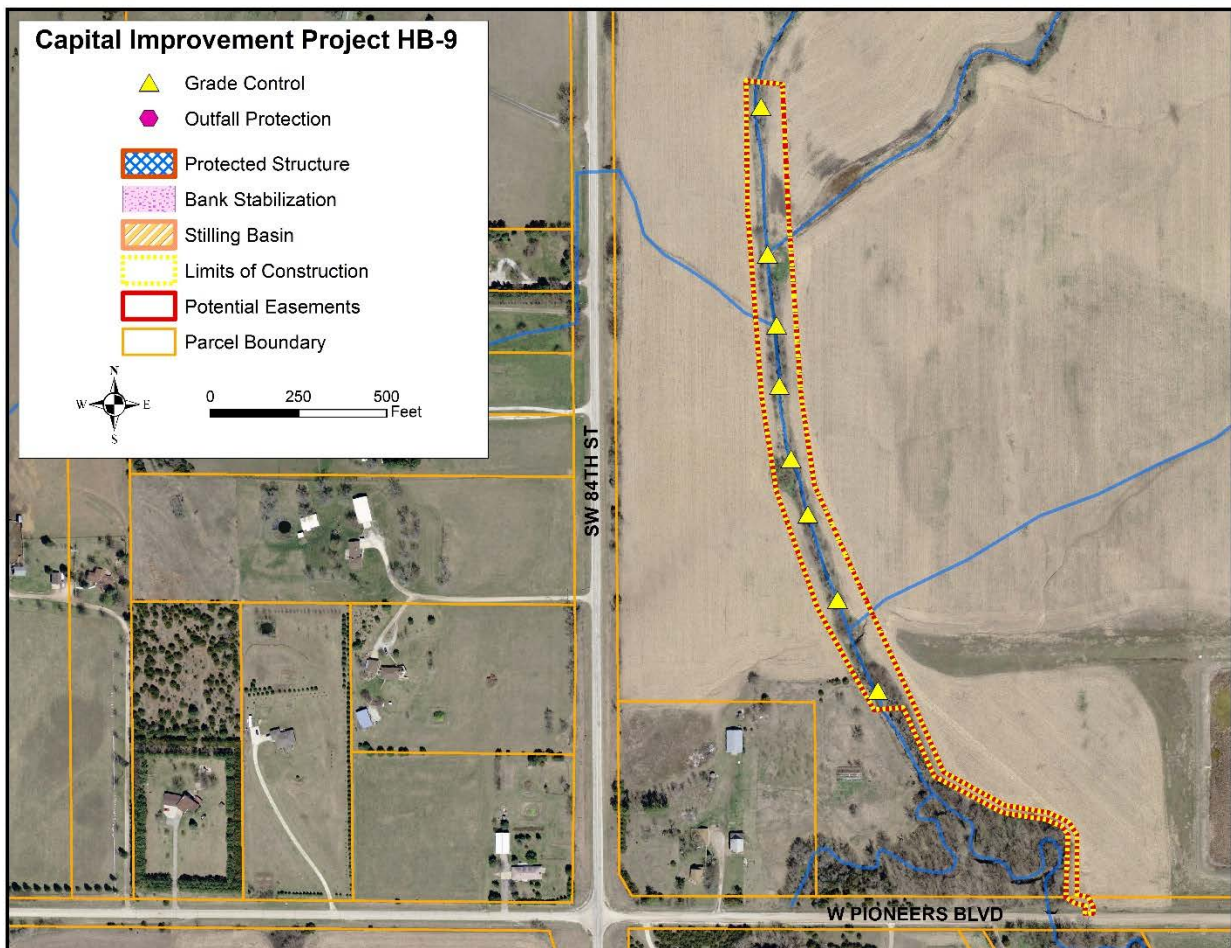 Capital Improvement Project HB-9
Grade Control
Outfall Protection
Protected Structure
Bank Stabilization
Stilling Basin
Limits of Construction
Potential Easements
Parcel Boundary
N
W E
S
0 250 500
Feet
SW 84TH ST
W PIONEERS BLVD